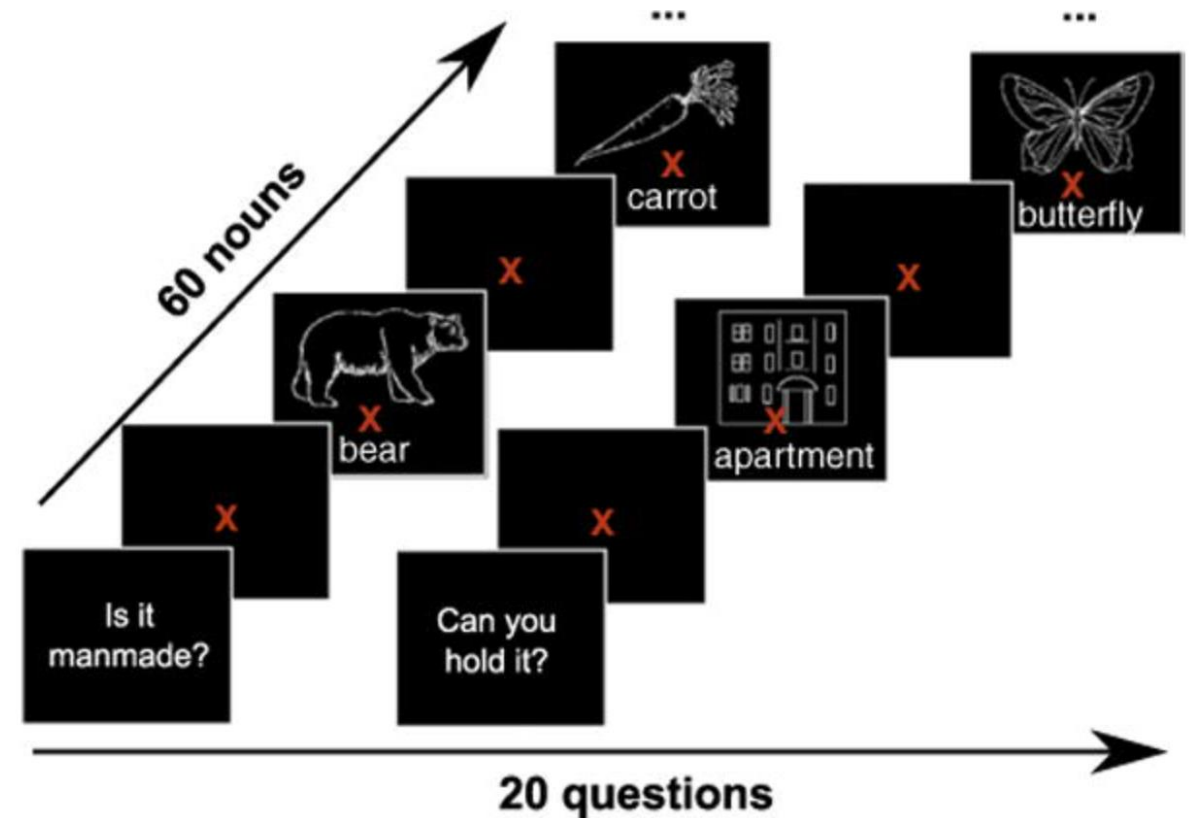 ...
...
carrot
X
butterfly
X
60 nouns
X
X
bear
X
apartment
X
X
X
Is it
manmade?
Can you
hold it?
20 questions